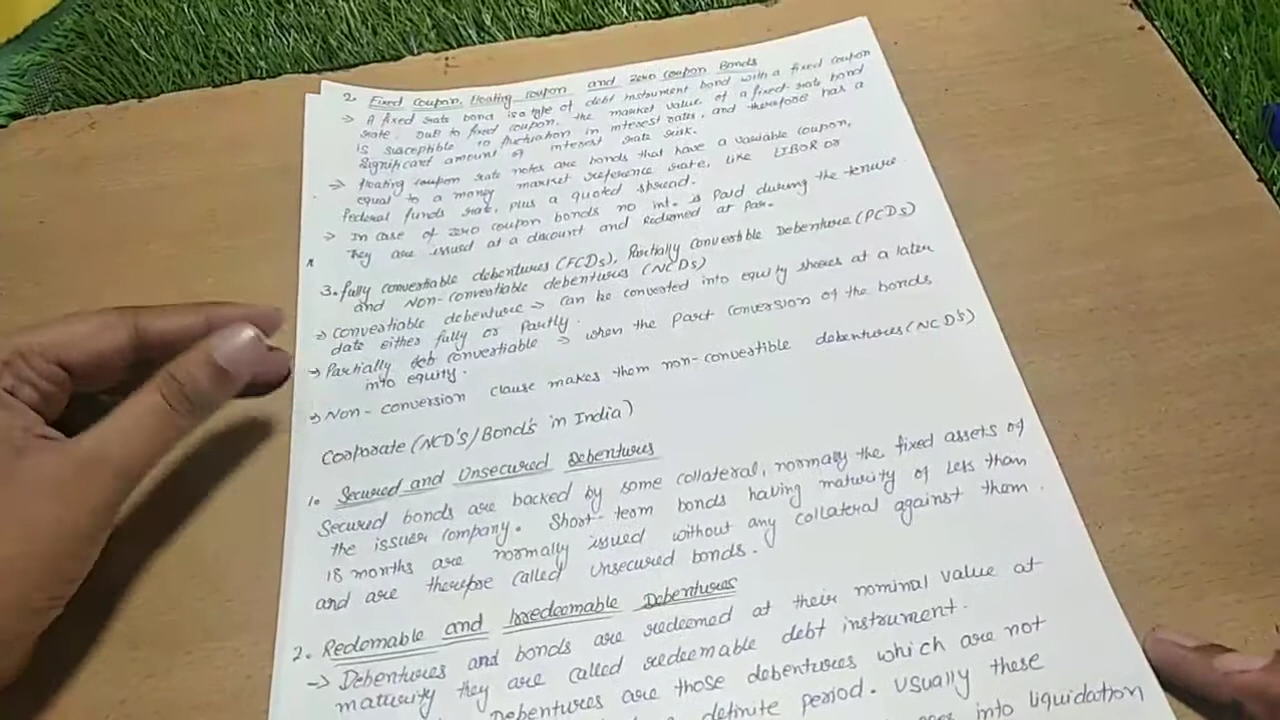 2. Fixed Coupon, floating coupon and zero coupon Bonds
→ A fixed rate bond is a type of debt instrument bond with a fixed coupon
rate. Due to fixed coupon, the market value of a fixed-rate bond
is susceptible to fluctuation in interest rates, and therefore has a
significant amount of interest rate risk.
→ floating coupon rate notes are bonds that have a variable coupon,
equal to a money market reference rate, like LIBOR or
Federal funds rate, plus a quoted spread.
→ In case of zero coupon bonds no int. is paid during the tenure
They are issued at a discount and Redeemed at Par.
3. fully convertiable debentures (FCDs), Partially convertible Debenture (PCDs)
and Non-Convertiable debentures (NCDs)
→ convertiable debenture → can be converted into equity shares at a later
date either fully or Partly.
→ Partially convertiable → when the part conversion of the bonds
into equity.
→ Non-conversion clause makes them non-convertible debentures (NCD's)
Corporate (NCD's/Bond's in India)
1. Secured and Unsecured Debentures
Secured bonds are backed by some collateral, normally the fixed assets of
the issuer company. Short-term bonds having maturity of less than
18 months are normally issued without any collateral against them.
and are therefore called Unsecured bonds.
2. Redemable and Irredeemable Debentures
→ Debentures and bonds are redeemed at their nominal value at
maturity they are called redeemable debt instrument.
Debentures are those debentures which are not
definite period. Usually these
into liquidation